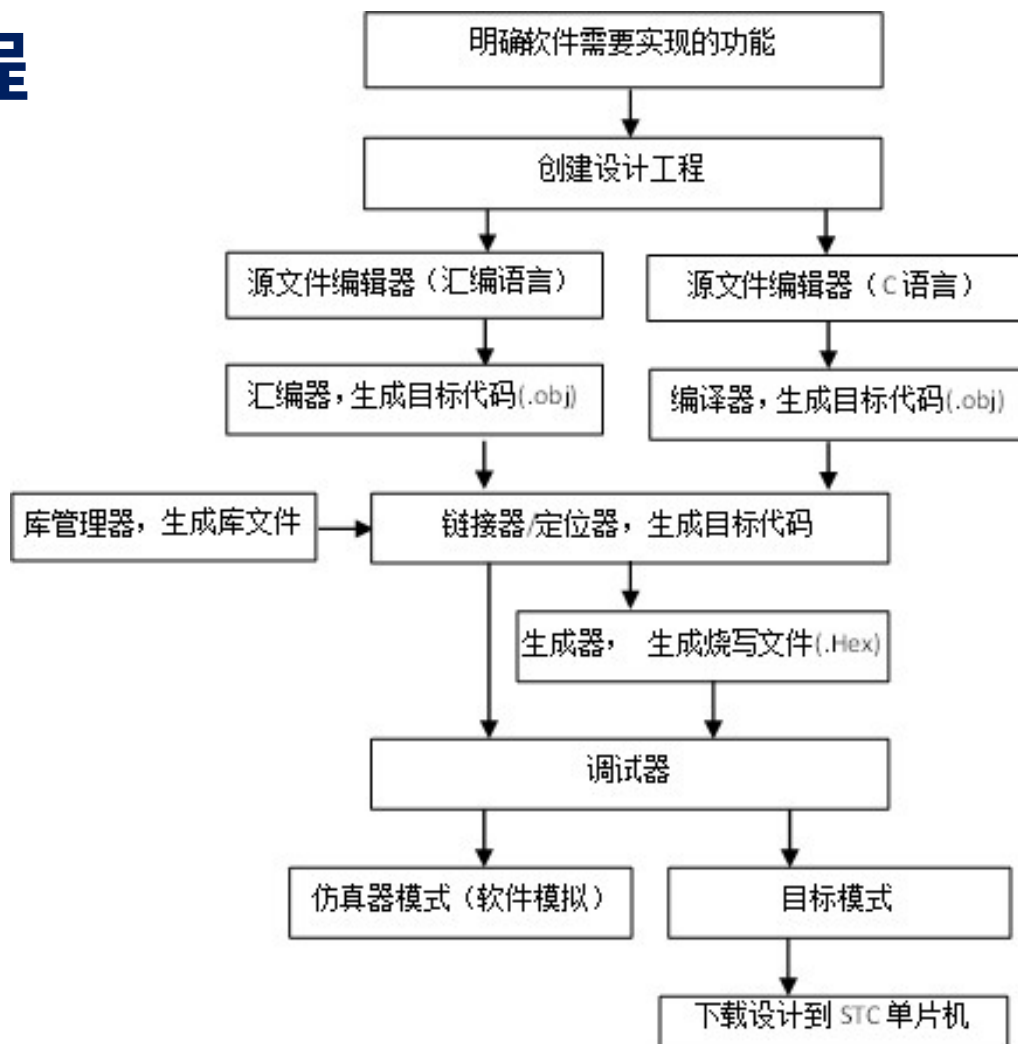 程
明确软件需要实现的功能
创建设计工程
源文件编辑器（汇编语言）
源文件编辑器（C 语言）
汇编器，生成目标代码(.obj)
编译器，生成目标代码(.obj)
库管理器，生成库文件
链接器/定位器，生成目标代码
生成器， 生成烧写文件(.Hex)
调试器
仿真器模式（软件模拟）
目标模式
下载设计到 STC 单片机